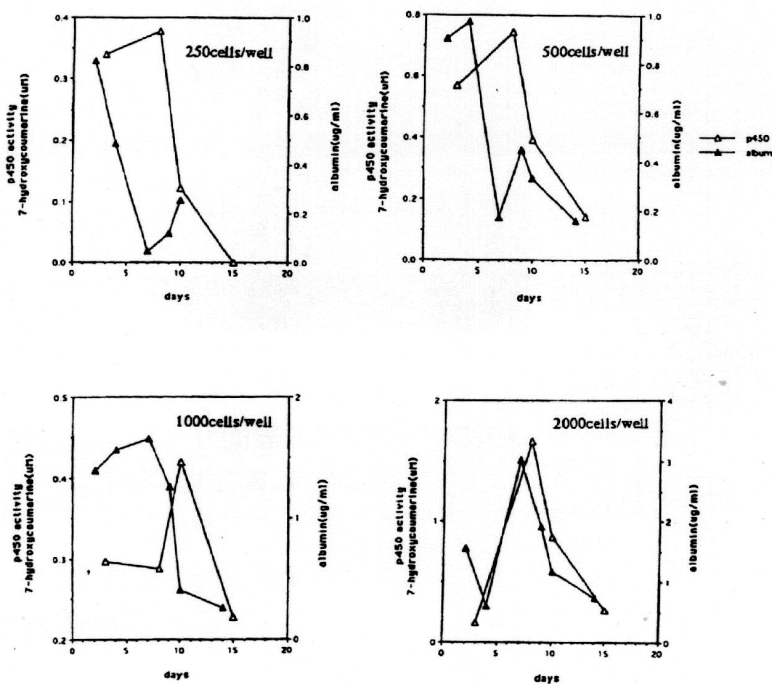 250cells/well
p450 activity
7-hydroxycoumarine(uM)
0.4
0.3
0.2
0.1
0.0
1.0
0.8
0.6
0.4
0.2
0.0
albumin(ug/ml)
0 5 10 15 20
days
500cells/well
p450 activity
7-hydroxycoumarine(uM)
0.8
0.6
0.4
0.2
0.0
1.0
0.8
0.6
0.4
0.2
0.0
albumin(ug/ml)
0 5 10 15 20
days
p450
album
1000cells/well
p450 activity
7-hydroxycoumarine(uM)
0.5
0.4
0.3
0.2
2
1
0
albumin(ug/ml)
0 5 10 15 20
days
2000cells/well
p450 activity
7-hydroxycoumarine(uM)
2
1
0
4
3
2
1
0
albumin(ug/ml)
0 5 10 15 20
days